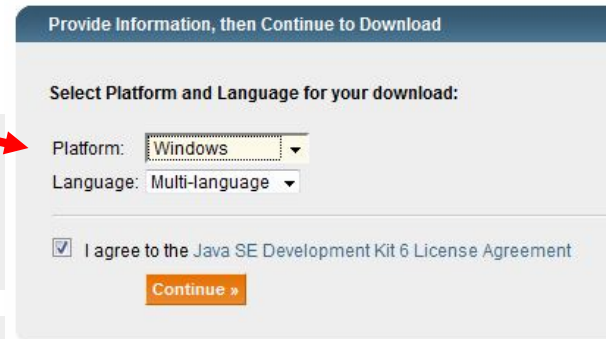 Provide Information, then Continue to Download
Select Platform and Language for your download:
Platform: Windows
Language: Multi-language
I agree to the Java SE Development Kit 6 License Agreement
Continue »